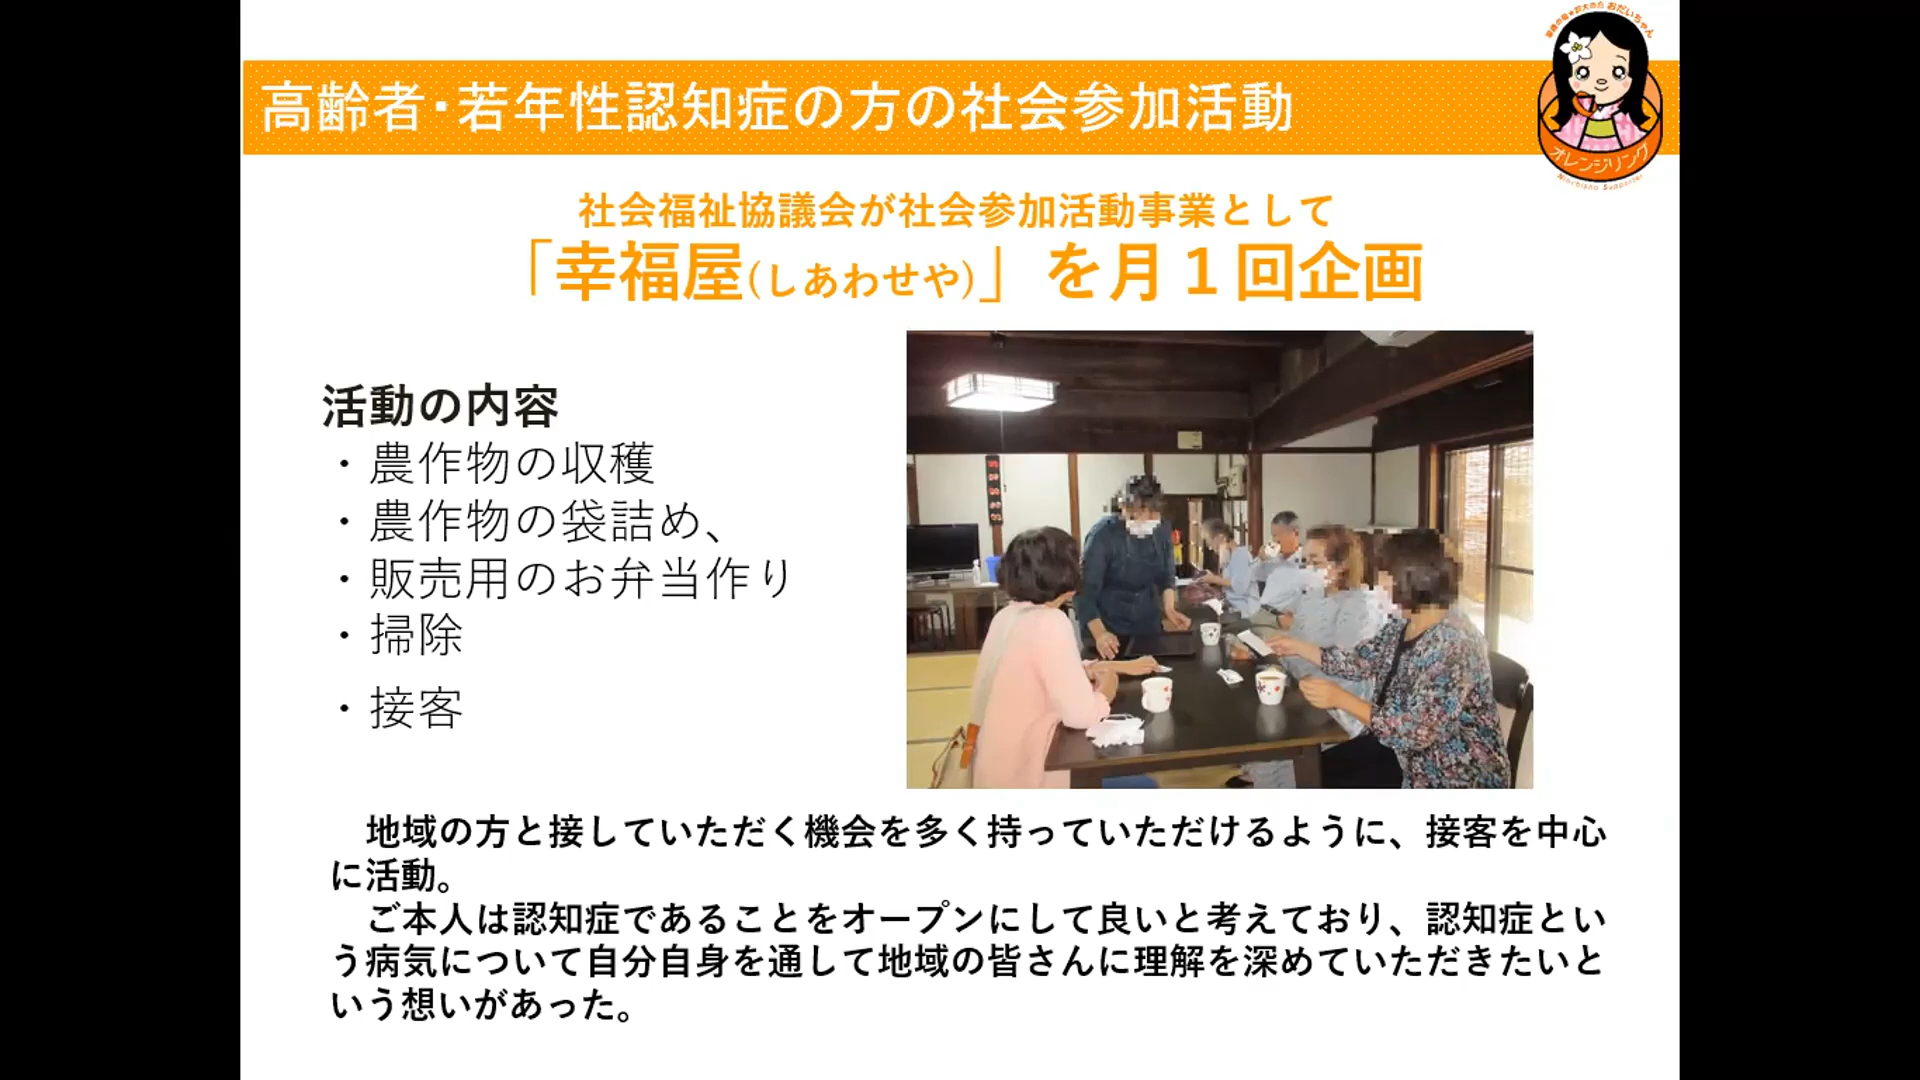 おだいちゃん
高齢者・若年性認知症の方の社会参加活動
オレンジリング
Ninchisho Supporter
社会福祉協議会が社会参加活動事業として
「幸福屋(しあわせや)」を月１回企画
活動の内容
・農作物の収穫
・農作物の袋詰め、
・販売用のお弁当作り
・掃除
・接客
地域の方と接していただく機会を多く持っていただけるように、接客を中心
に活動。
ご本人は認知症であることをオープンにして良いと考えており、認知症とい
う病気について自分自身を通して地域の皆さんに理解を深めていただきたいと
いう想いがあった。